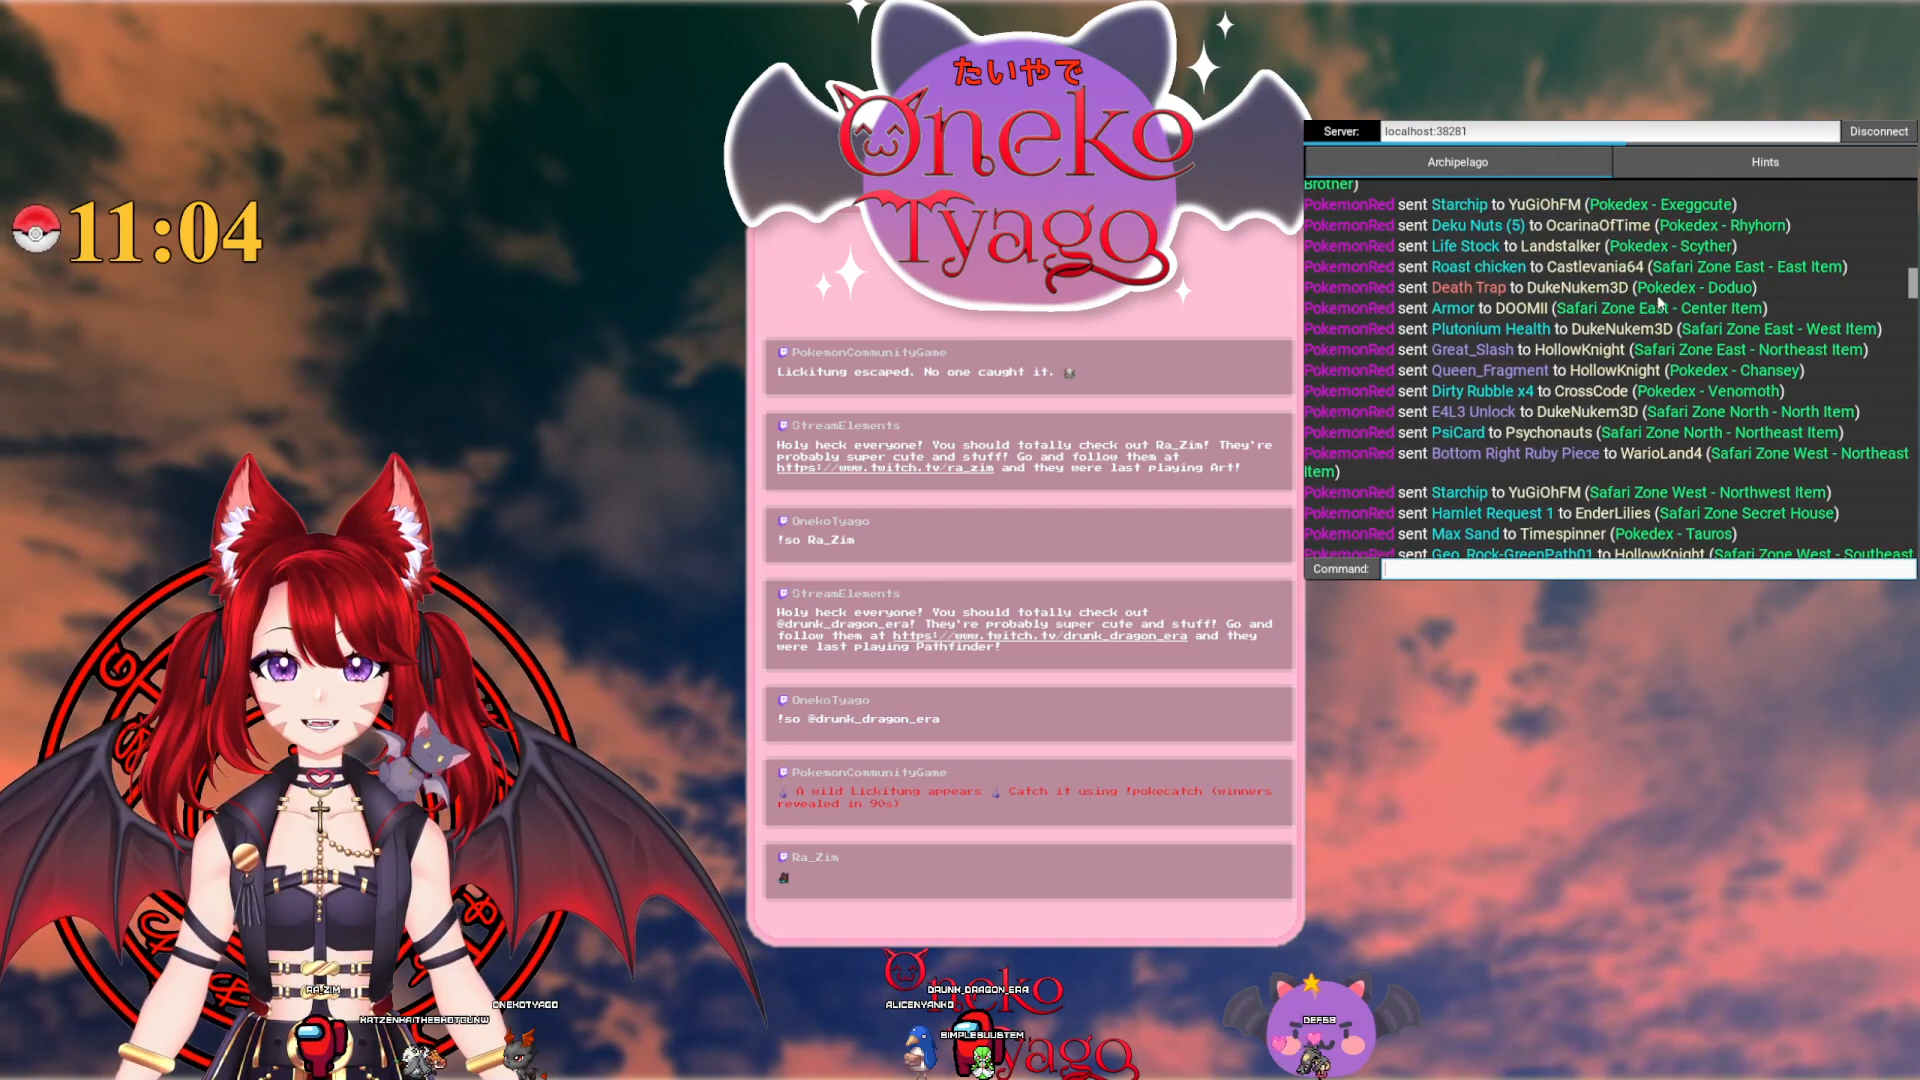 たいやで
Oneko
Tyago
11:04
Server:
localhost:38281
Disconnect
Archipelago
Hints
Brother)
PokemonRed sent Starchip to YuGiOhFM (Pokedex - Exeggcute)
PokemonRed sent Deku Nuts (5) to OcarinaOfTime (Pokedex - Rhyhorn)
PokemonRed sent Life Stock to Landstalker (Pokedex - Scyther)
PokemonRed sent Roast chicken to Castlevania64 (Safari Zone East - East Item)
PokemonRed sent Death Trap to DukeNukem3D (Pokedex - Doduo)
PokemonRed sent Armor to DOOMII (Safari Zone East - Center Item)
PokemonRed sent Plutonium Health to DukeNukem3D (Safari Zone East - West Item)
PokemonRed sent Great_Slash to HollowKnight (Safari Zone East - Northeast Item)
PokemonRed sent Queen_Fragment to HollowKnight (Pokedex - Chansey)
PokemonRed sent Dirty Rubble x4 to CrossCode (Pokedex - Venomoth)
PokemonRed sent E4L3 Unlock to DukeNukem3D (Safari Zone North - North Item)
PokemonRed sent PsiCard to Psychonauts (Safari Zone North - Northeast Item)
PokemonRed sent Bottom Right Ruby Piece to WarioLand4 (Safari Zone West - Northeast
Item)
PokemonRed sent Starchip to YuGiOhFM (Safari Zone West - Northwest Item)
PokemonRed sent Hamlet Request 1 to EnderLilies (Safari Zone Secret House)
PokemonRed sent Max Sand to Timespinner (Pokedex - Tauros)
PokemonRed sent Geo_Rock-GreenPath01 to HollowKnight (Safari Zone West - Southeast
Command:
PokemonCommunityGame
Lickitung escaped. No one caught it.
StreamElements
Holy heck everyone! You should totally check out Ra_Zim! They're
probably super cute and stuff! Go and follow them at
https://www.twitch.tv/ra_zim and they were last playing Art!
OnekoTyago
!so Ra_Zim
StreamElements
Holy heck everyone! You should totally check out
@drunk_dragon_era! They're probably super cute and stuff! Go and
follow them at https://www.twitch.tv/drunk_dragon_era and they
were last playing Pathfinder!
OnekoTyago
!so @drunk_dragon_era
PokemonCommunityGame
A wild Lickitung appears Catch it using !pokecatch (winners
revealed in 90s)
Ra_Zim
Oneko
Tyago
RA_ZIM
ONEKOTYAGO
KATZENHAITHESHOTGUNW
DRUNK_DRAGON_ERA
ALICENYANKO
SIMPLESUUSTEM
DEFSB